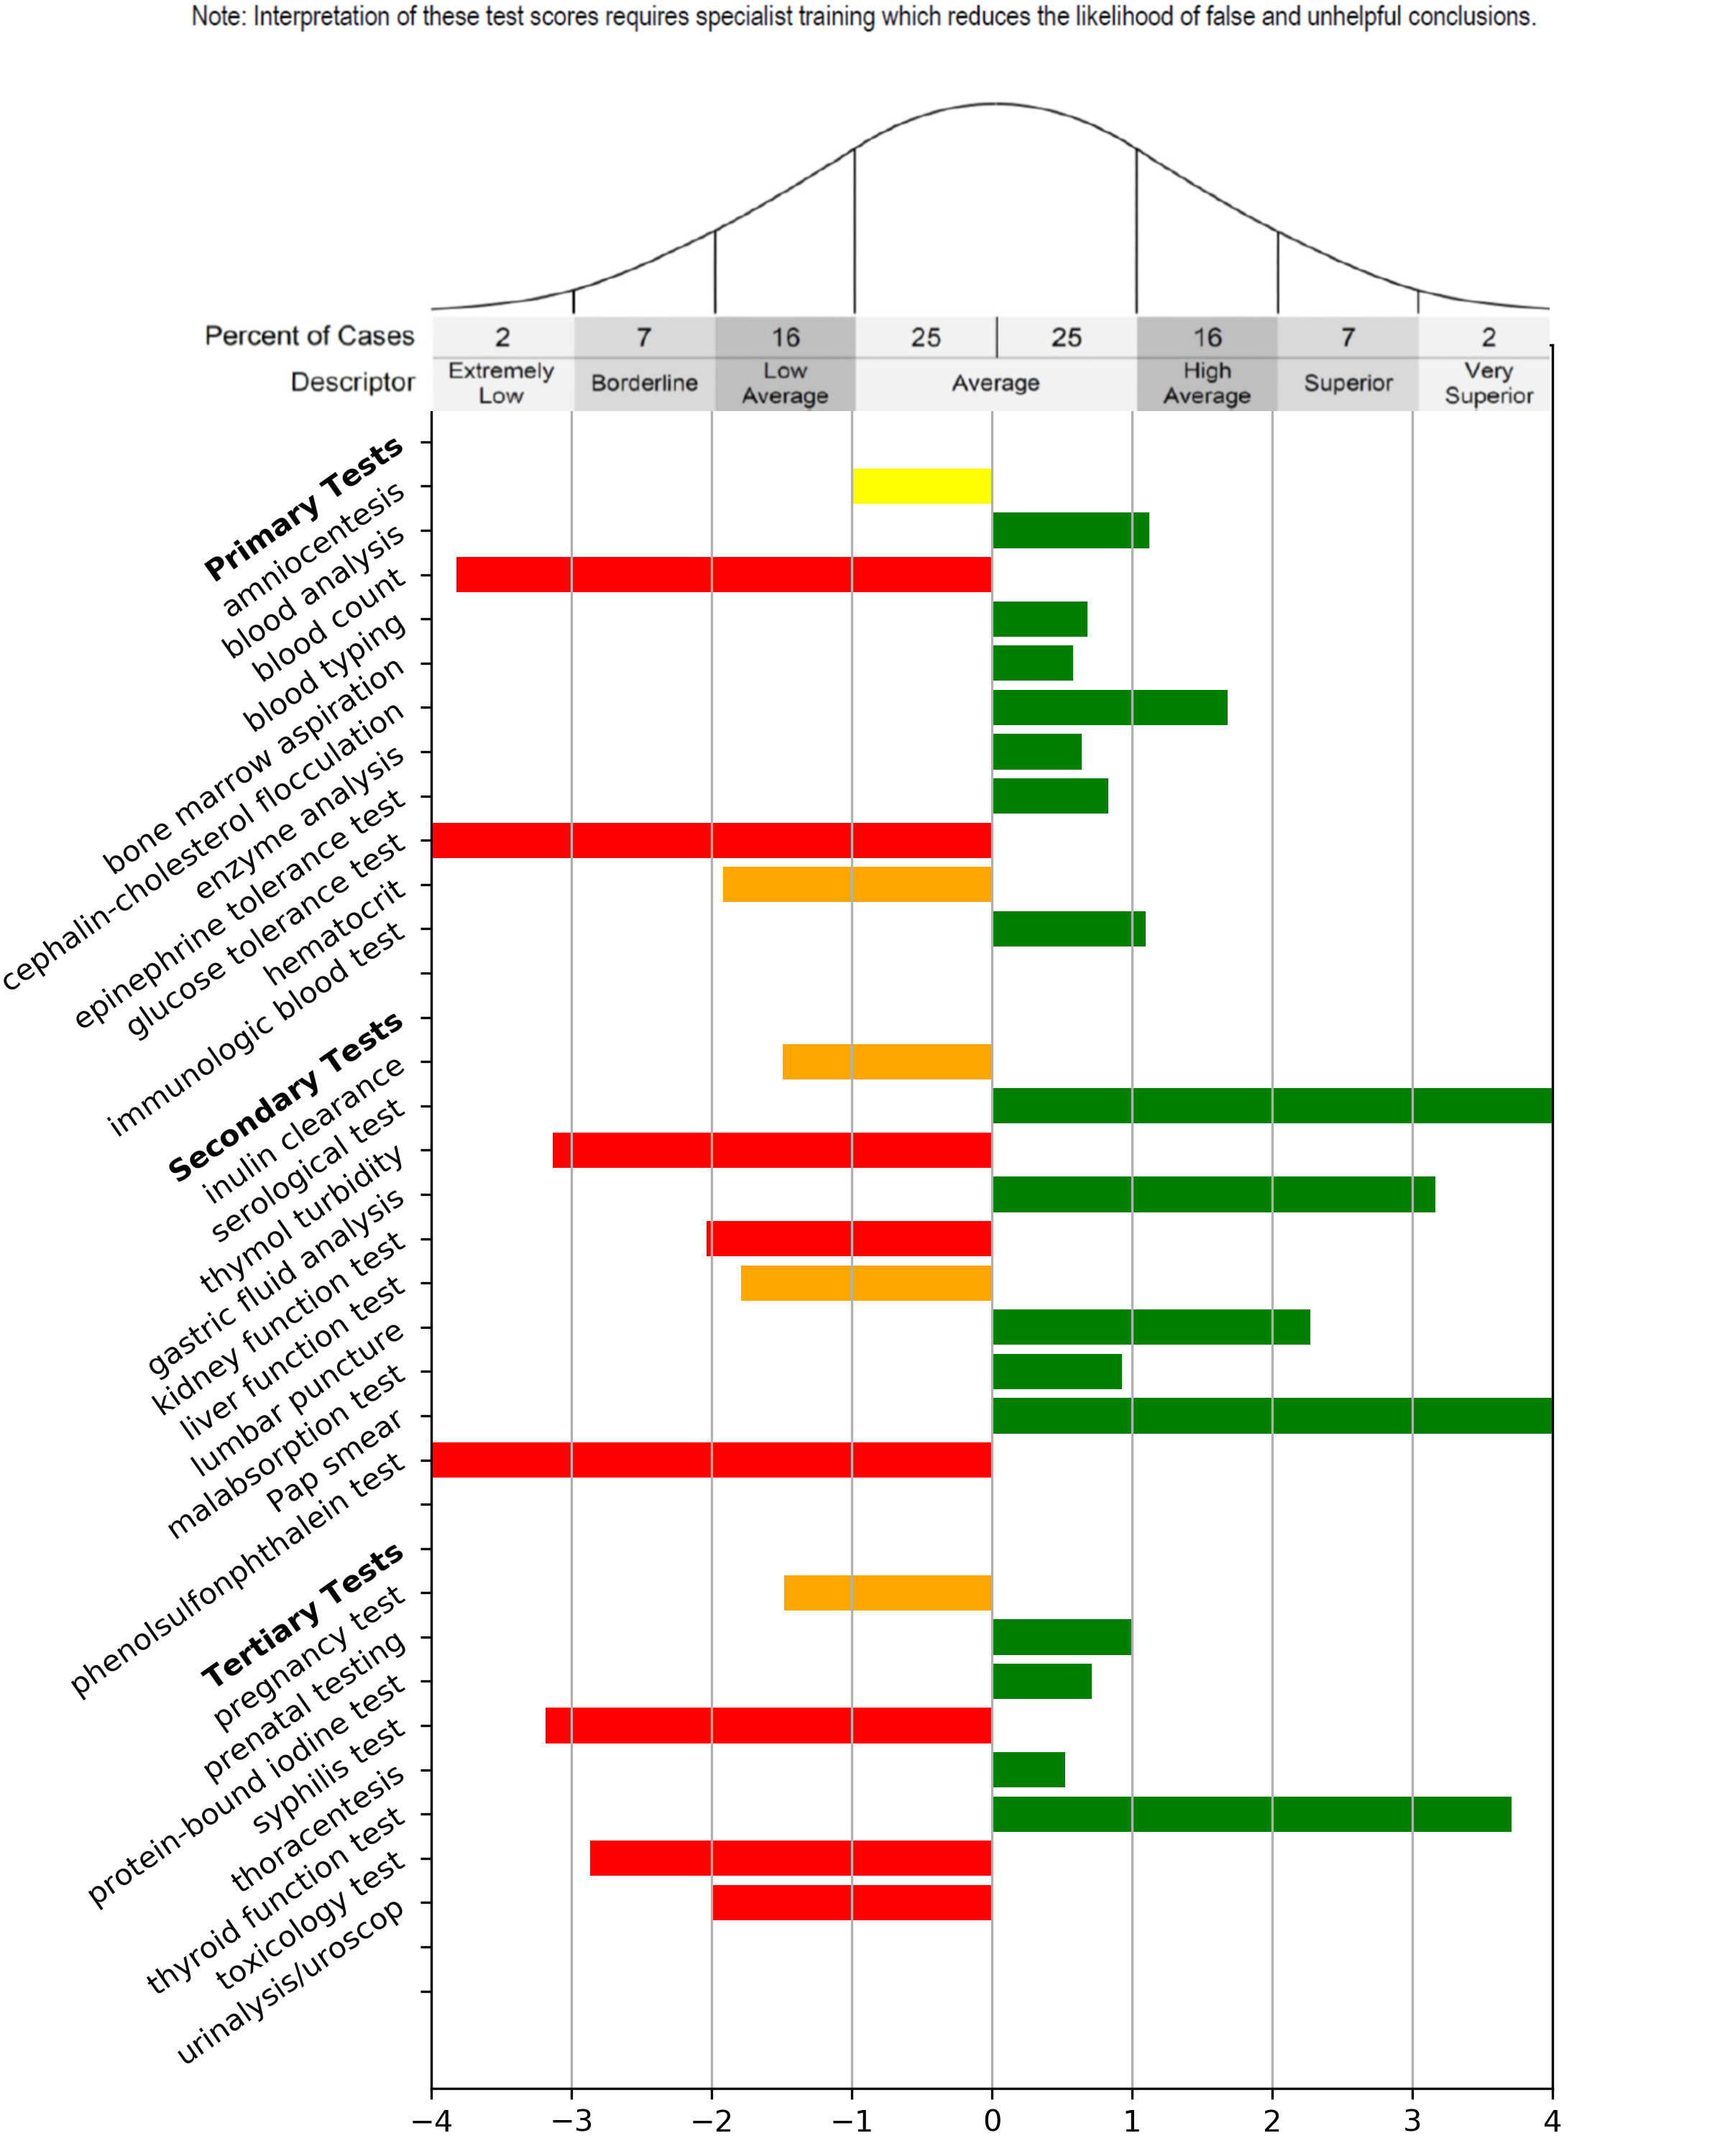 Note: Interpretation of these test scores requires specialist training which reduces the likelihood of false and unhelpful conclusions.
Percent of Cases 2 7 16 25 25 16 7 2
Descriptor Extremely Low Borderline Low Average Average High Average Superior Very Superior
Primary Tests
amniocentesis
blood analysis
blood count
blood typing
bone marrow aspiration
cephalin-cholesterol flocculation
enzyme analysis
epinephrine tolerance test
glucose tolerance test
hematocrit
immunologic blood test
Secondary Tests
inulin clearance
serological test
thymol turbidity
gastric fluid analysis
kidney function test
liver function test
lumbar puncture
malabsorption test
Pap smear
phenolsulfonphthalein test
Tertiary Tests
pregnancy test
prenatal testing
protein-bound iodine test
syphilis test
thoracentesis
thyroid function test
toxicology test
urinalysis/uroscop
−4 −3 −2 −1 0 1 2 3 4